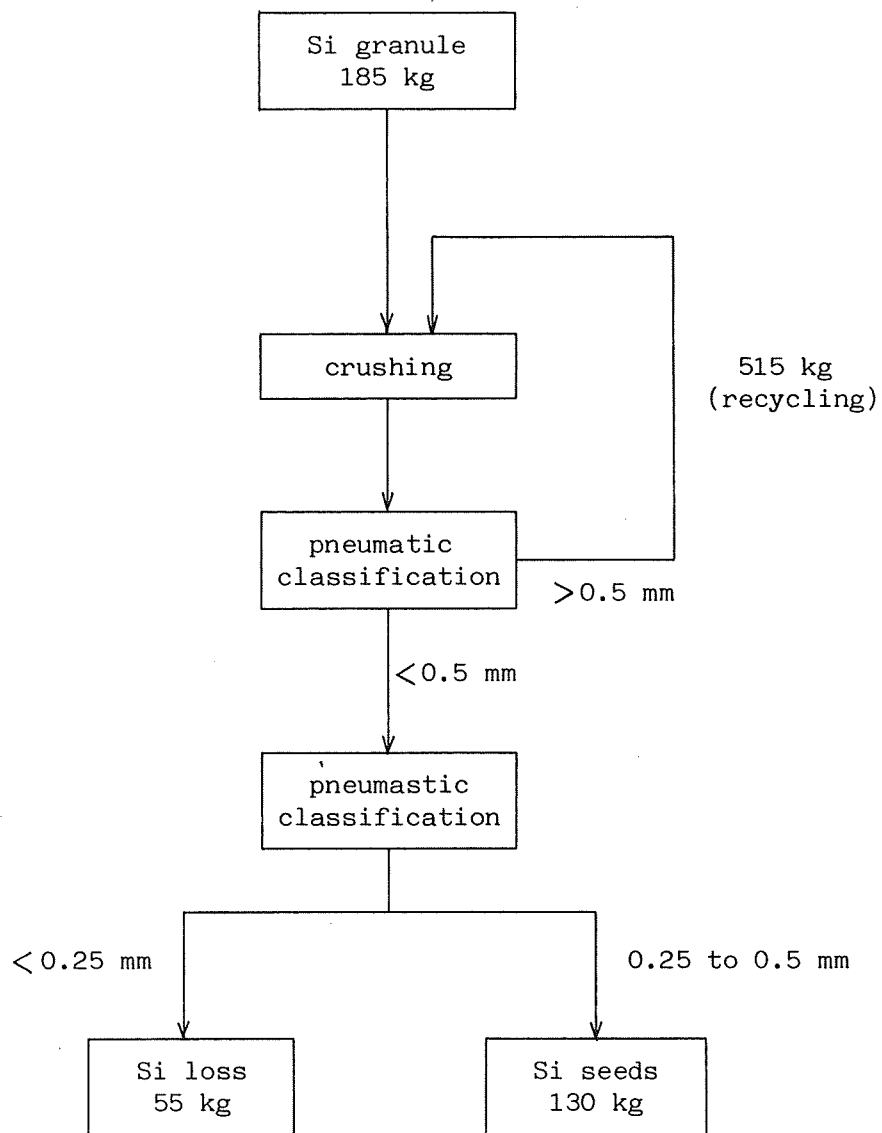 Si granule
185 kg
crushing
515 kg
(recycling)
pneumatic
classification
>0.5 mm
<0.5 mm
pneumastic
classification
<0.25 mm
0.25 to 0.5 mm
Si loss
55 kg
Si seeds
130 kg